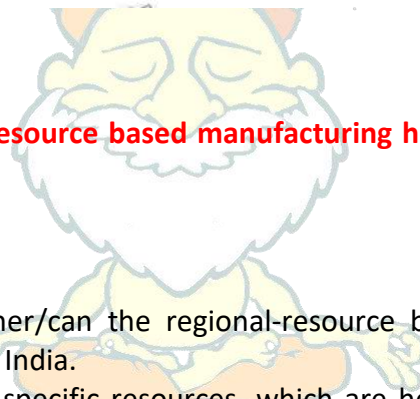 esource based manufacturing h
her/can the regional-resource b
India.
specific resources, which are be